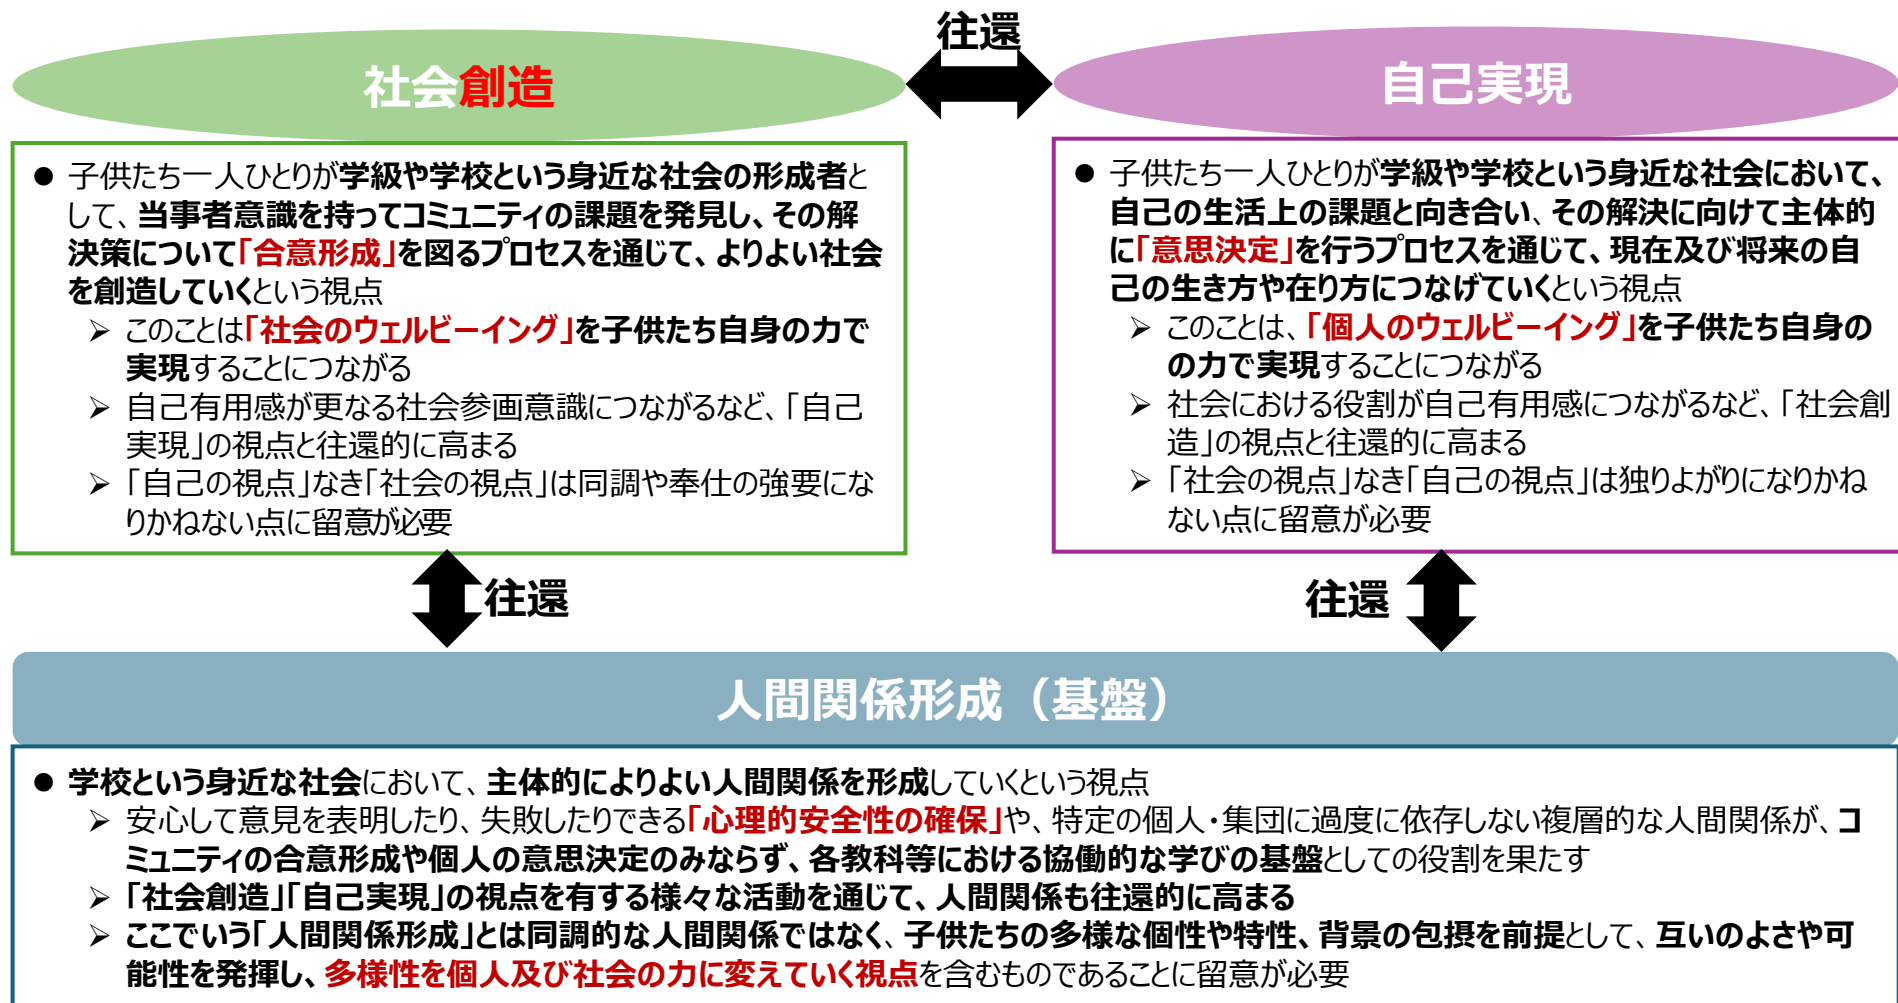 往還
社会創造
自己実現
● 子供たち一人ひとりが学級や学校という身近な社会の形成者と
して、当事者意識を持ってコミュニティの課題を発見し、その解
決策について「合意形成」を図るプロセスを通じて、よりよい社会
を創造していくという視点
➢ このことは「社会のウェルビーイング」を子供たち自身の力で
実現することにつながる
➢ 自己有用感が更なる社会参画意識につながるなど、「自己
実現」の視点と往還的に高まる
➢ 「自己の視点」なき「社会の視点」は同調や奉仕の強要にな
りかねない点に留意が必要
● 子供たち一人ひとりが学級や学校という身近な社会において、
自己の生活上の課題と向き合い、その解決に向けて主体的
に「意思決定」を行うプロセスを通じて、現在及び将来の自
己の生き方や在り方につなげていくという視点
➢ このことは、「個人のウェルビーイング」を子供たち自身の
の力で実現することにつながる
➢ 社会における役割が自己有用感につながるなど、「社会創
造」の視点と往還的に高まる
➢ 「社会の視点」なき「自己の視点」は独りよがりになりかね
ない点に留意が必要
往還
往還
人間関係形成（基盤）
● 学校という身近な社会において、主体的によりよい人間関係を形成していくという視点
➢ 安心して意見を表明したり、失敗したりできる「心理的安全性の確保」や、特定の個人・集団に過度に依存しない複層的な人間関係が、コ
ミュニティの合意形成や個人の意思決定のみならず、各教科等における協働的な学びの基盤としての役割を果たす
➢ 「社会創造」「自己実現」の視点を有する様々な活動を通じて、人間関係も往還的に高まる
➢ ここでいう「人間関係形成」とは同調的な人間関係ではなく、子供たちの多様な個性や特性、背景の包摂を前提として、互いのよさや可
能性を発揮し、多様性を個人及び社会の力に変えていく視点を含むものであることに留意が必要